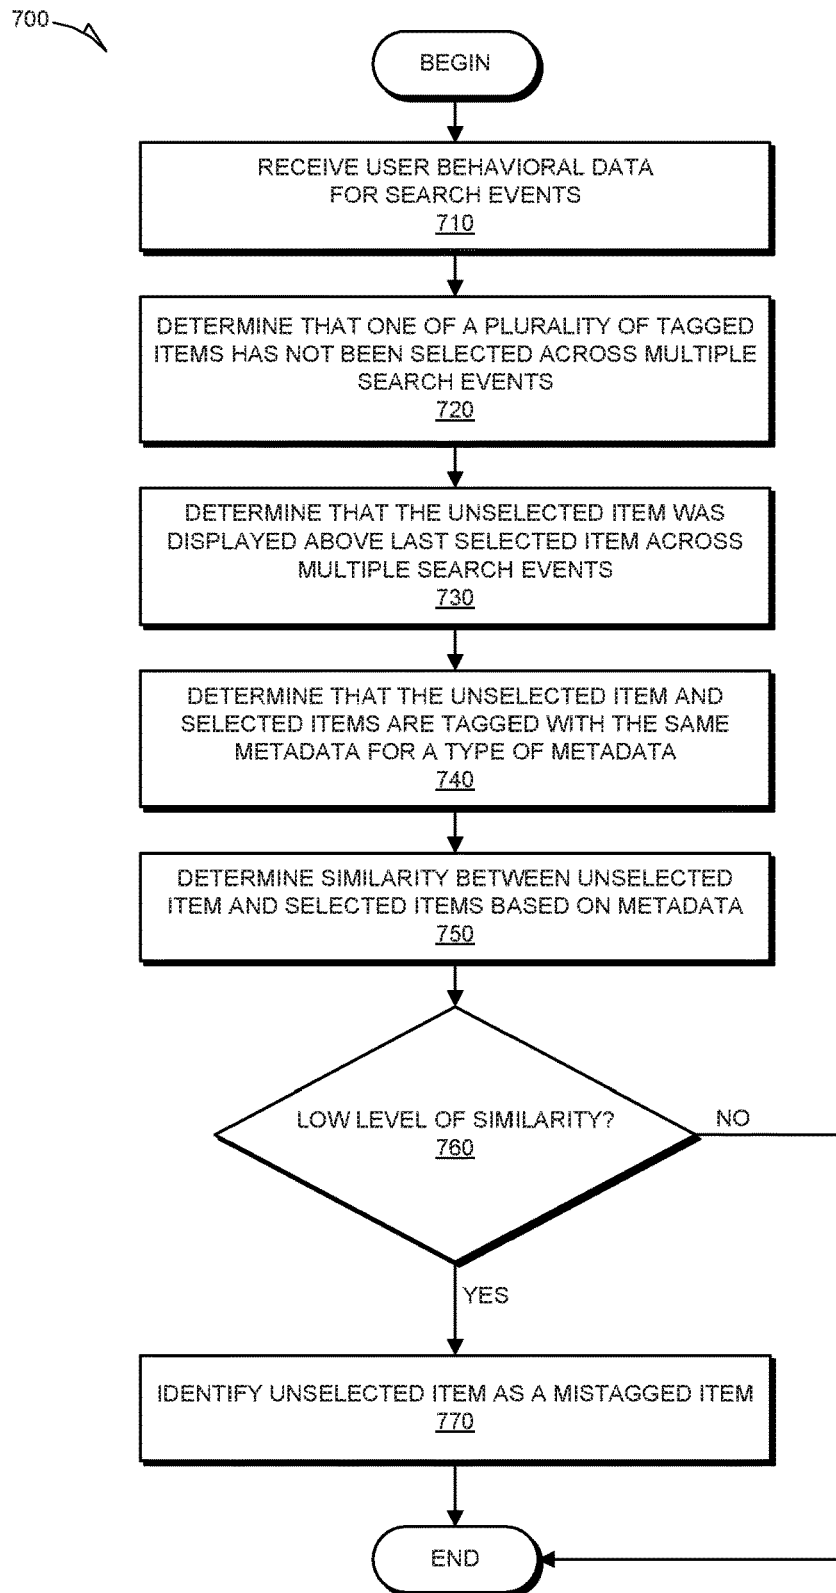 700
BEGIN
RECEIVE USER BEHAVIORAL DATA
FOR SEARCH EVENTS
710
DETERMINE THAT ONE OF A PLURALITY OF TAGGED
ITEMS HAS NOT BEEN SELECTED ACROSS MULTIPLE
SEARCH EVENTS
720
DETERMINE THAT THE UNSELECTED ITEM WAS
DISPLAYED ABOVE LAST SELECTED ITEM ACROSS
MULTIPLE SEARCH EVENTS
730
DETERMINE THAT THE UNSELECTED ITEM AND
SELECTED ITEMS ARE TAGGED WITH THE SAME
METADATA FOR A TYPE OF METADATA
740
DETERMINE SIMILARITY BETWEEN UNSELECTED
ITEM AND SELECTED ITEMS BASED ON METADATA
750
LOW LEVEL OF SIMILARITY?
760
NO
YES
IDENTIFY UNSELECTED ITEM AS A MISTAGGED ITEM
770
END